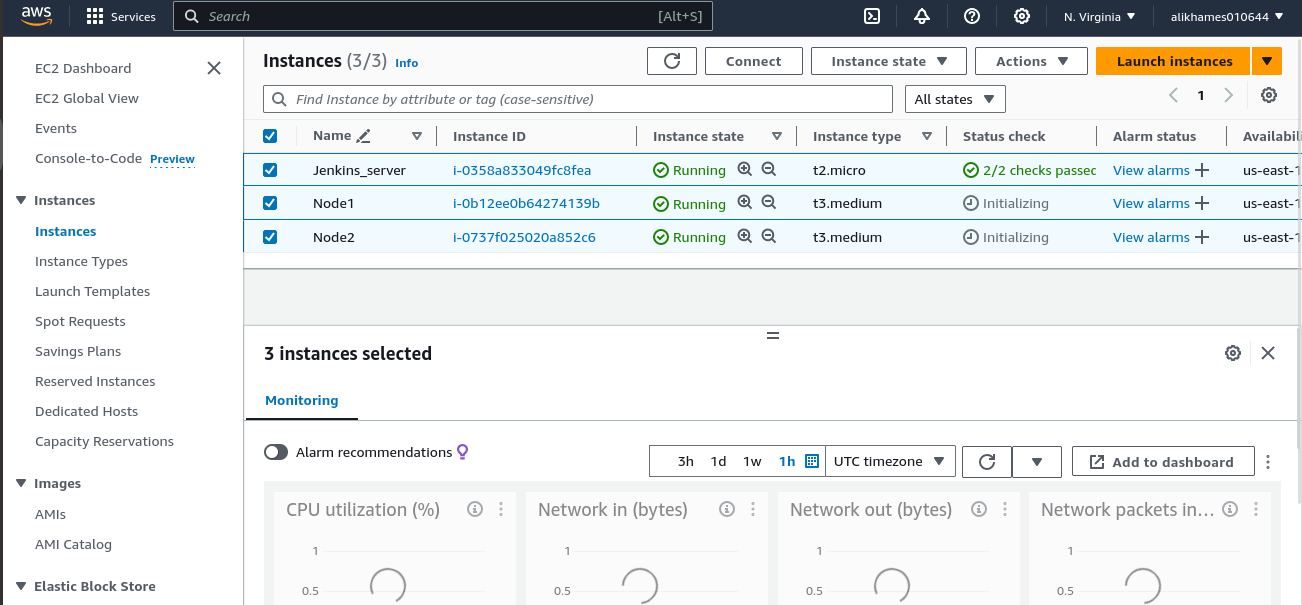 aws
Services
Search
[Alt+S]
N. Virginia
alikhames010644
EC2 Dashboard
EC2 Global View
Events
Console-to-Code Preview
Instances
Instances
Instance Types
Launch Templates
Spot Requests
Savings Plans
Reserved Instances
Dedicated Hosts
Capacity Reservations
Images
AMIs
AMI Catalog
Elastic Block Store
Instances (3/3) Info
Connect
Instance state
Actions
Launch instances
Find Instance by attribute or tag (case-sensitive)
All states
1
Name Instance ID Instance state Instance type Status check Alarm status Availabili
Jenkins_server i-0358a833049fc8fea Running t2.micro 2/2 checks passec View alarms us-east-1
Node1 i-0b12ee0b64274139b Running t3.medium Initializing View alarms us-east-1
Node2 i-0737f025020a852c6 Running t3.medium Initializing View alarms us-east-1
3 instances selected
Monitoring
Alarm recommendations
3h 1d 1w 1h UTC timezone
Add to dashboard
CPU utilization (%) Network in (bytes) Network out (bytes) Network packets in…
1 1 1 1
0.5 0.5 0.5 0.5